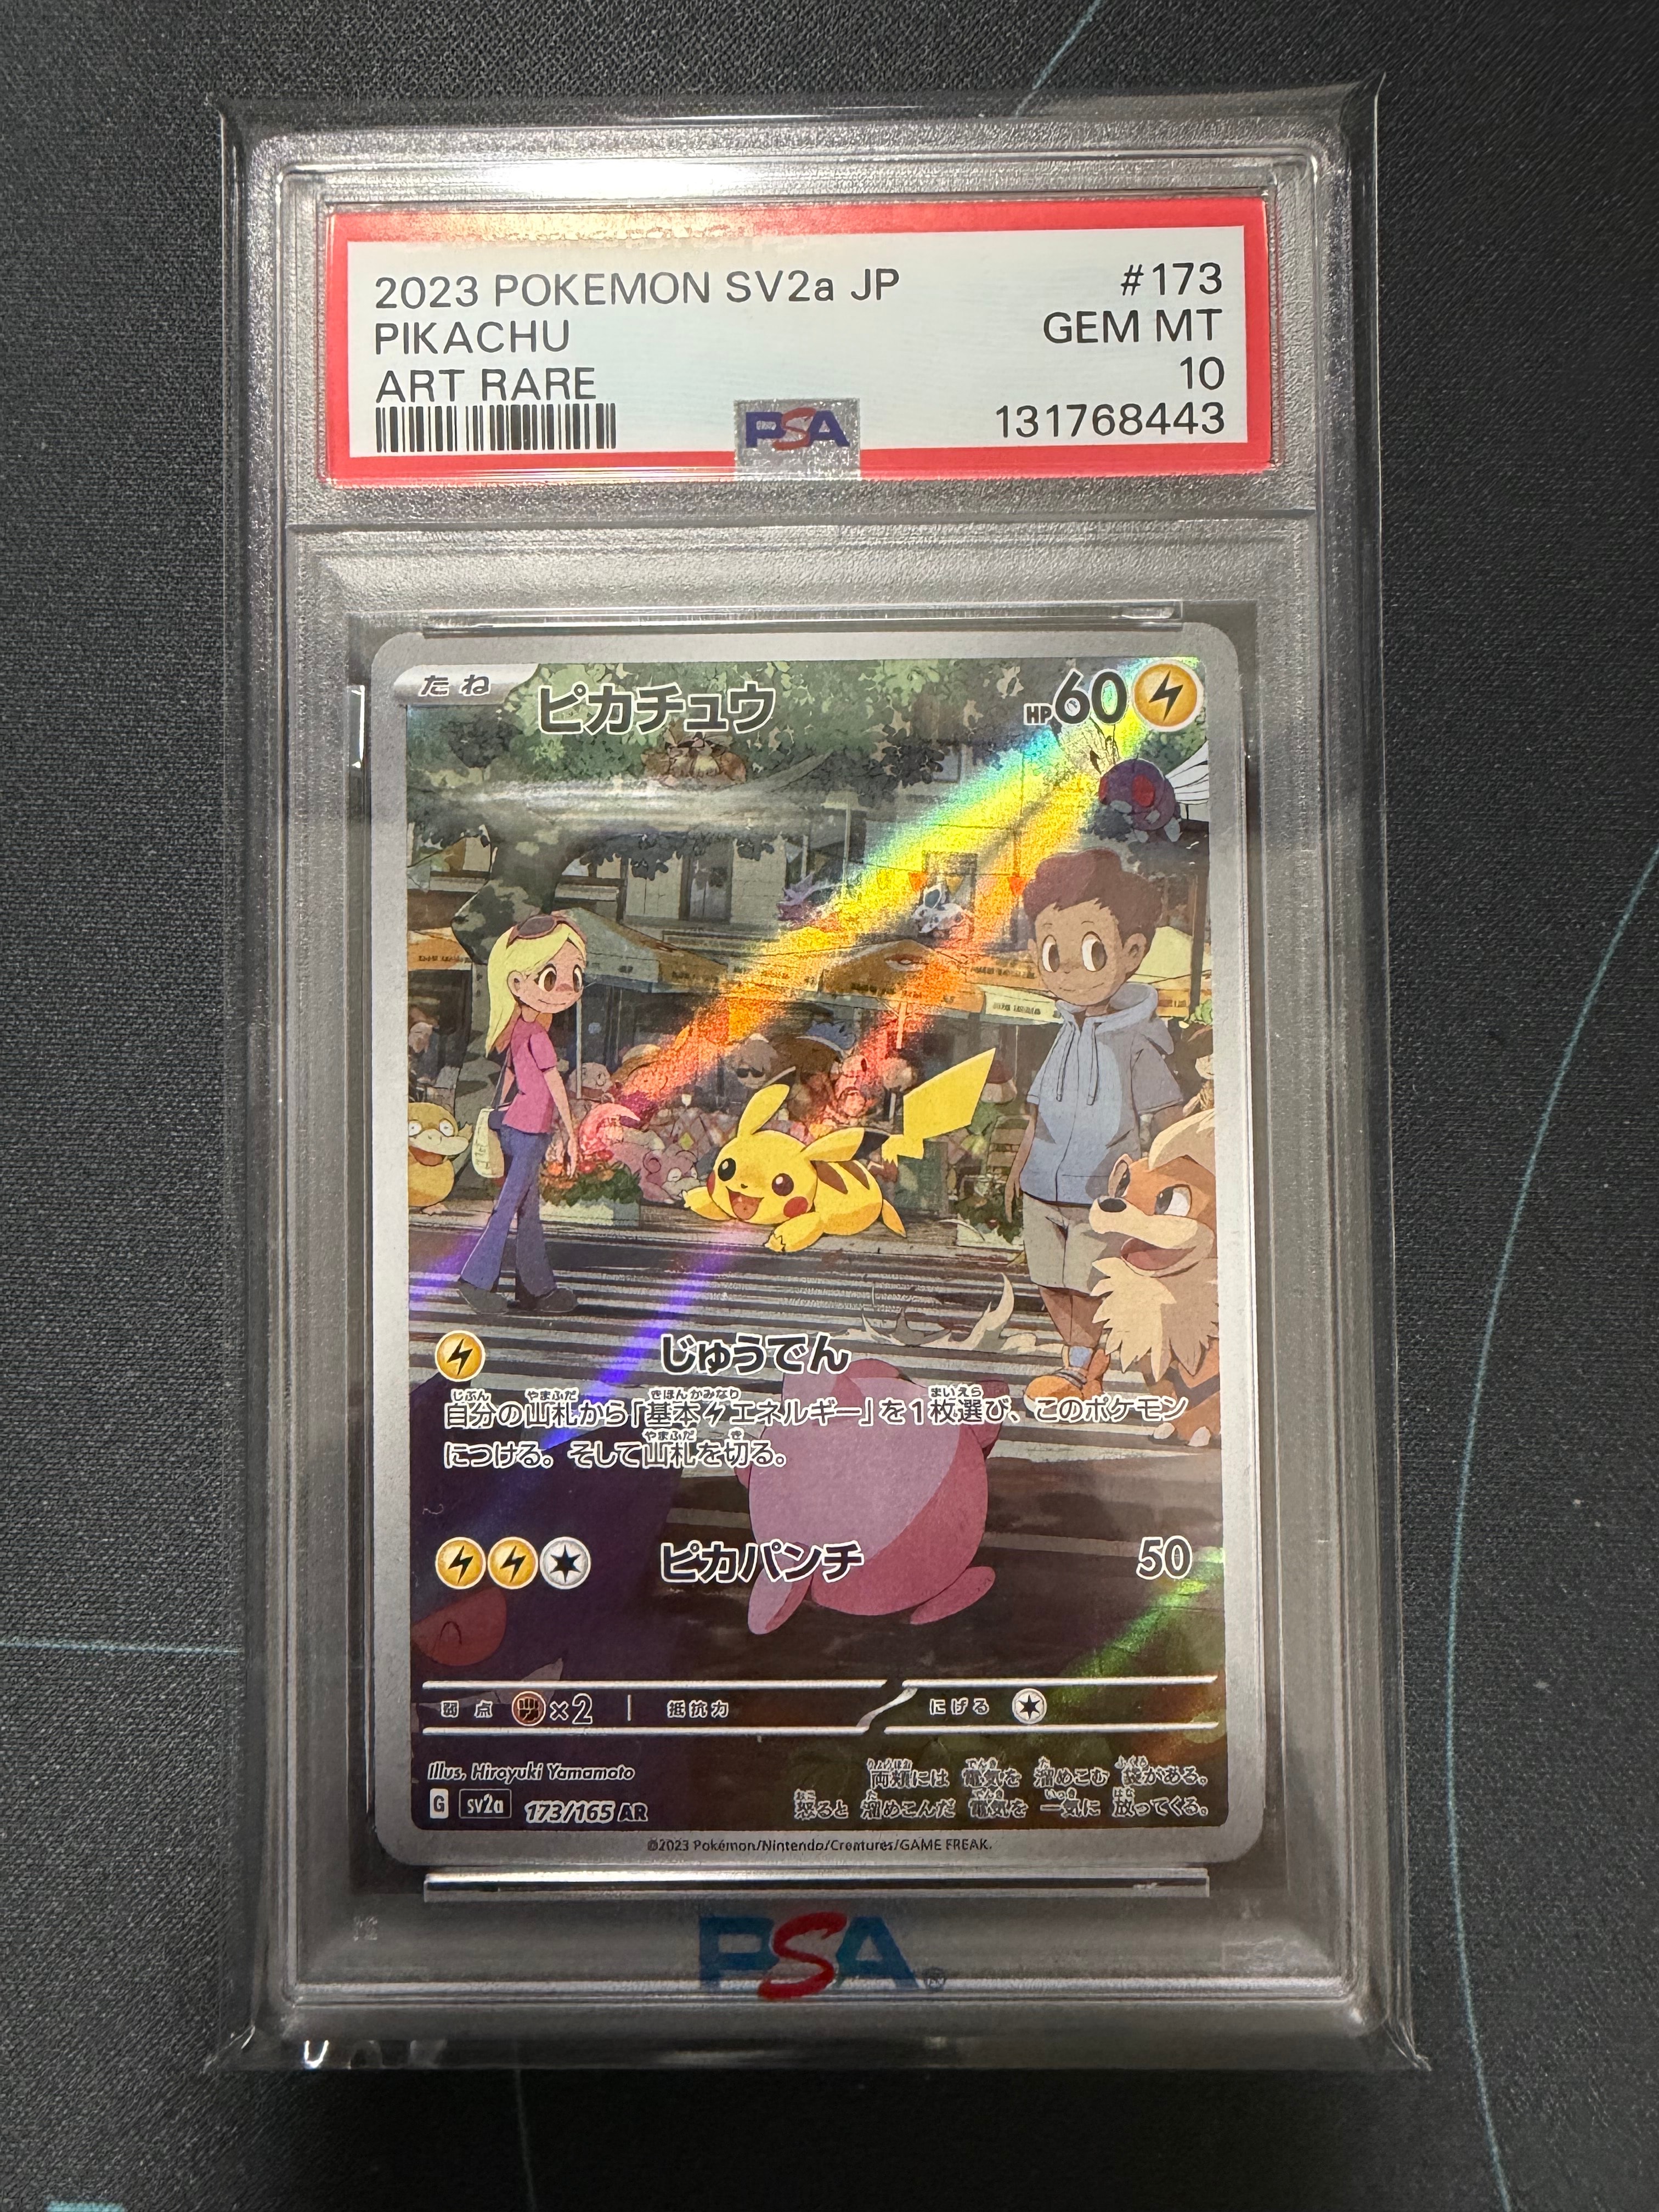 2023 POKEMON SV2a JP #173
PIKACHU GEM MT
ART RARE 10
PSA 131768443
たね ピカチュウ HP60
じゅうでん
自分の山札から「基本エネルギー」を1枚選び、このポケモン
につける。そして山札を切る。
ピカパンチ 50
弱点 ×2 抵抗力 にげる
Illus. Hiroyuki Yamamoto
両頬には 電気を 溜めこむ 袋がある。
G sv2a 173/165 AR 怒ると 溜めこんだ 電気を 一気に 放ってくる。
©2023 Pokémon/Nintendo/Creatures/GAME FREAK.
PSA